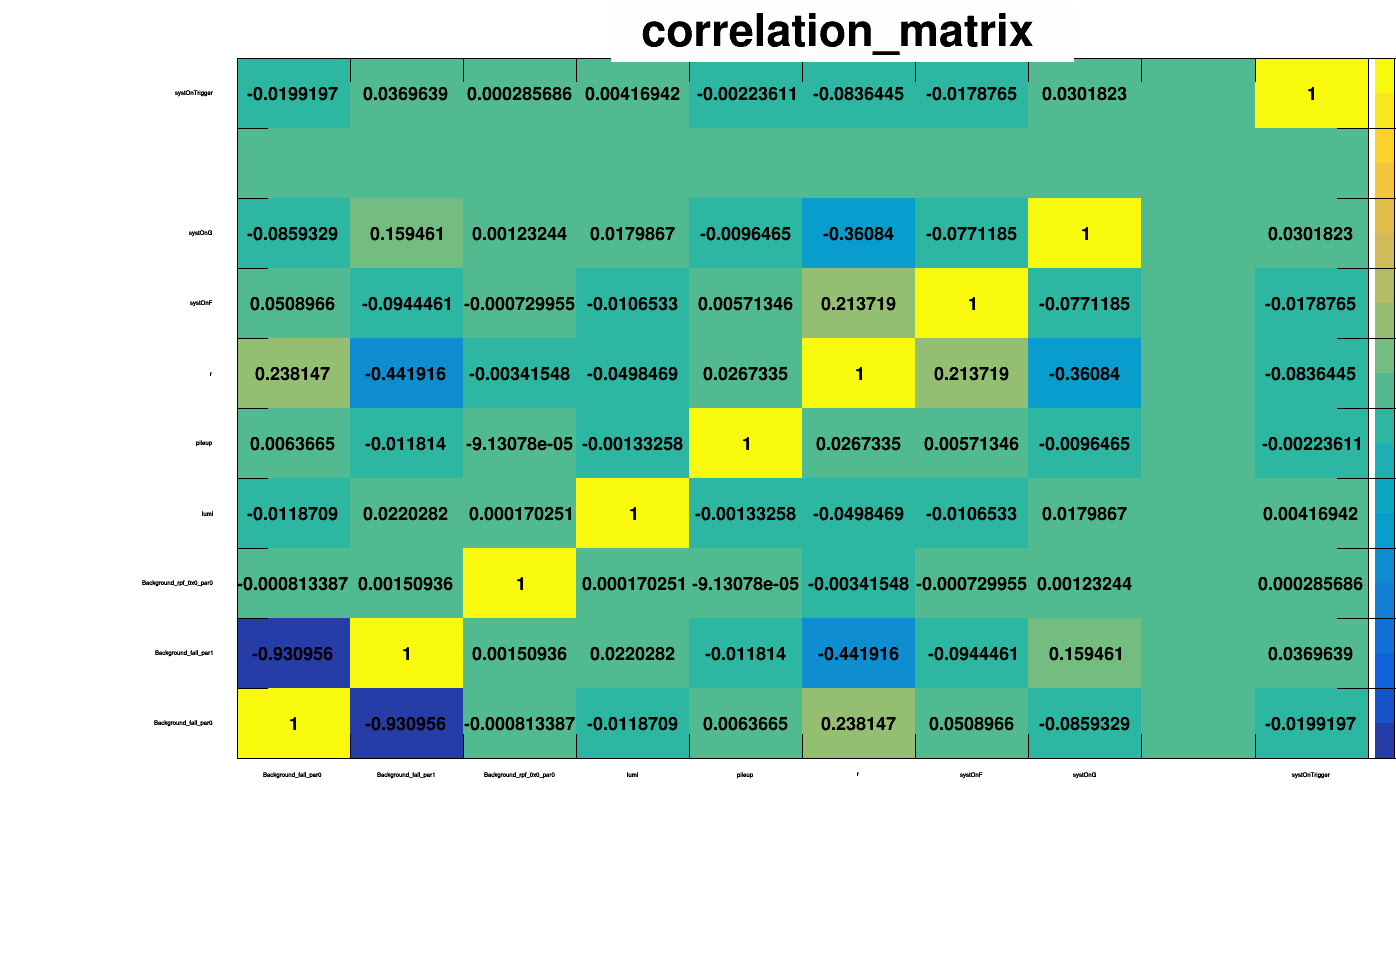 correlation_matrix
systOnTrigger -0.0199197 0.0369639 0.000285686 0.00416942 -0.00223611 -0.0836445 -0.0178765 0.0301823 1
systOnG -0.0859329 0.159461 0.00123244 0.0179867 -0.0096465 -0.36084 -0.0771185 1 0.0301823
systOnF 0.0508966 -0.0944461 -0.000729955 -0.0106533 0.00571346 0.213719 1 -0.0771185 -0.0178765
r 0.238147 -0.441916 -0.00341548 -0.0498469 0.0267335 1 0.213719 -0.36084 -0.0836445
pileup 0.0063665 -0.011814 -9.13078e-05 -0.00133258 1 0.0267335 0.00571346 -0.0096465 -0.00223611
lumi -0.0118709 0.0220282 0.000170251 1 -0.00133258 -0.0498469 -0.0106533 0.0179867 0.00416942
Background_rpf_0x0_par0 -0.000813387 0.00150936 1 0.000170251 -9.13078e-05 -0.00341548 -0.000729955 0.00123244 0.000285686
Background_fail_par1 -0.930956 1 0.00150936 0.0220282 -0.011814 -0.441916 -0.0944461 0.159461 0.0369639
Background_fail_par0 1 -0.930956 -0.000813387 -0.0118709 0.0063665 0.238147 0.0508966 -0.0859329 -0.0199197
Background_fail_par0 Background_fail_par1 Background_rpf_0x0_par0 lumi pileup r systOnF systOnG systOnTrigger